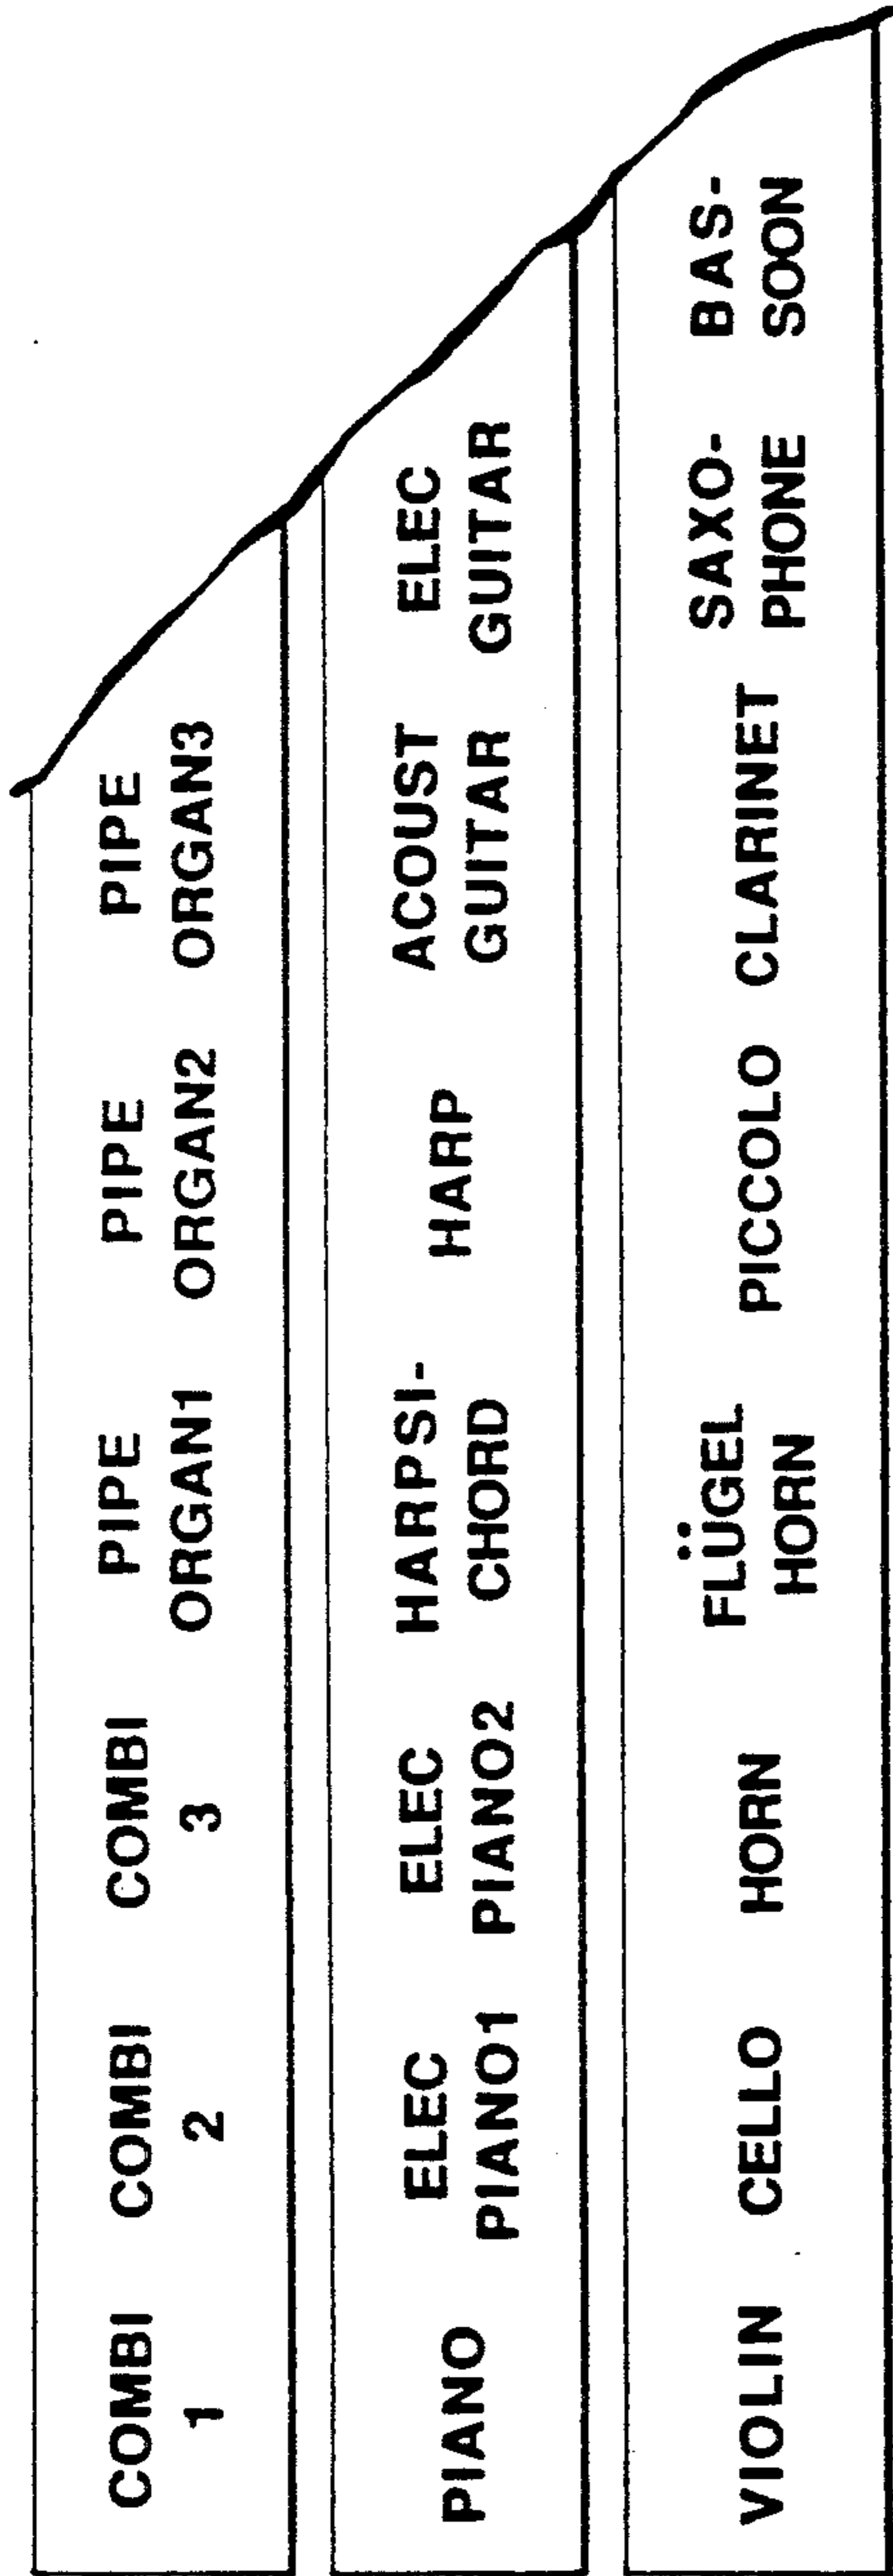 COMBI COMBI COMBI PIPE PIPE PIPE
1 2 3 ORGAN1 ORGAN2 ORGAN3
PIANO ELEC ELEC HARPSI- HARP ACOUST ELEC
PIANO1 PIANO2 CHORD GUITAR GUITAR
VIOLIN CELLO HORN FLÜGEL PICCOLO CLARINET SAXO- BAS-
HORN PHONE SOON